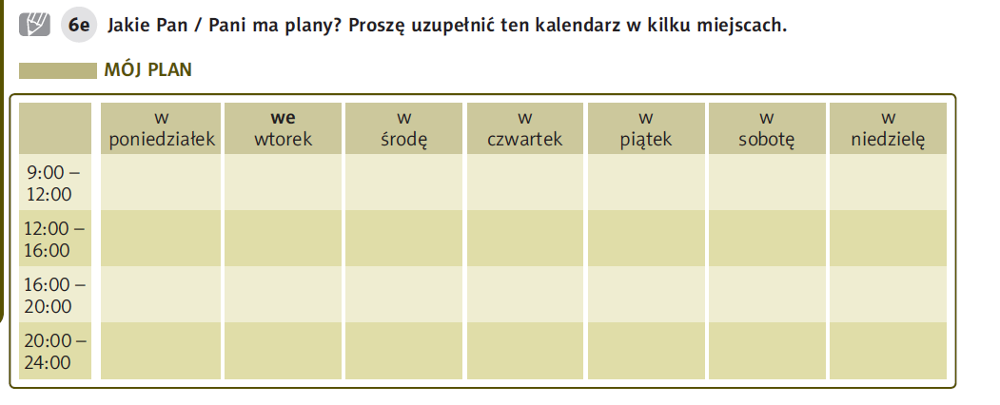 6e Jakie Pan / Pani ma plany? Proszę uzupełnić ten kalendarz w kilku miejscach.
MÓJ PLAN
w poniedziałek
we wtorek
w środę
w czwartek
w piątek
w sobotę
w niedzielę
9:00 –
12:00
12:00 –
16:00
16:00 –
20:00
20:00 –
24:00